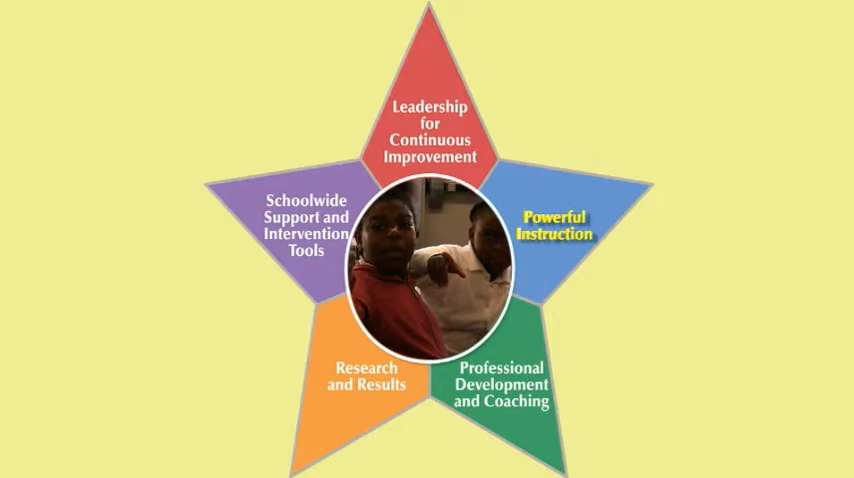 Leadership
for
Continuous
Improvement
Schoolwide
Support and
Intervention
Tools
Powerful
Instruction
Research
and Results
Professional
Development
and Coaching